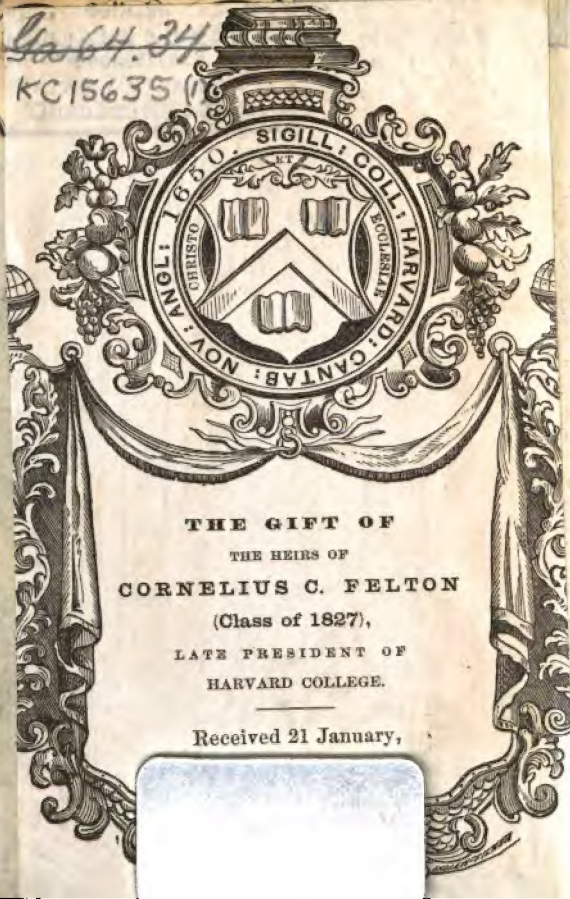 Ga 64.34
KC15635 (1)
SIGILL: COLL: HARVARD: CANTAB: NOV: ANGL: 1650.
ET
CHRISTO
ECCLESIAE
THE GIFT OF
THE HEIRS OF
CORNELIUS C. FELTON
(Class of 1827),
LATE PRESIDENT OF
HARVARD COLLEGE.
Received 21 January,